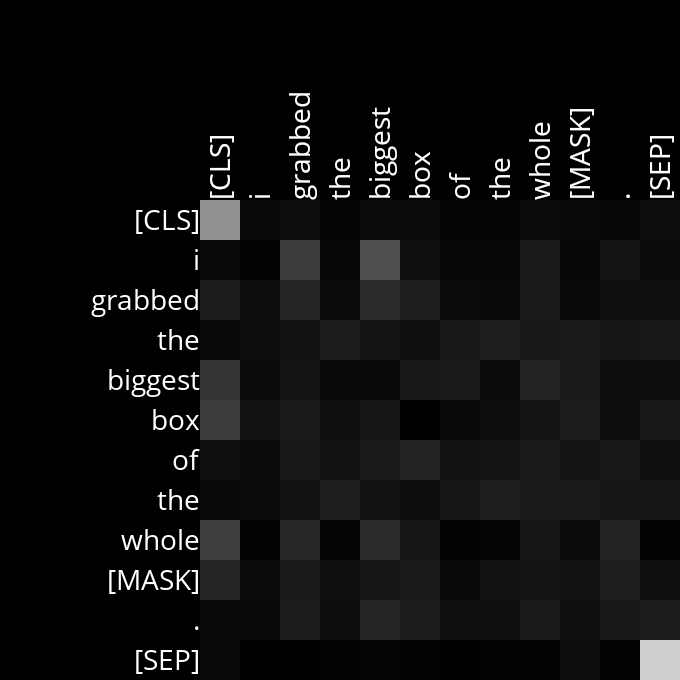 [CLS] i grabbed the biggest box of the whole [MASK] . [SEP]
[CLS]
i
grabbed
the
biggest
box
of
the
whole
[MASK]
.
[SEP]